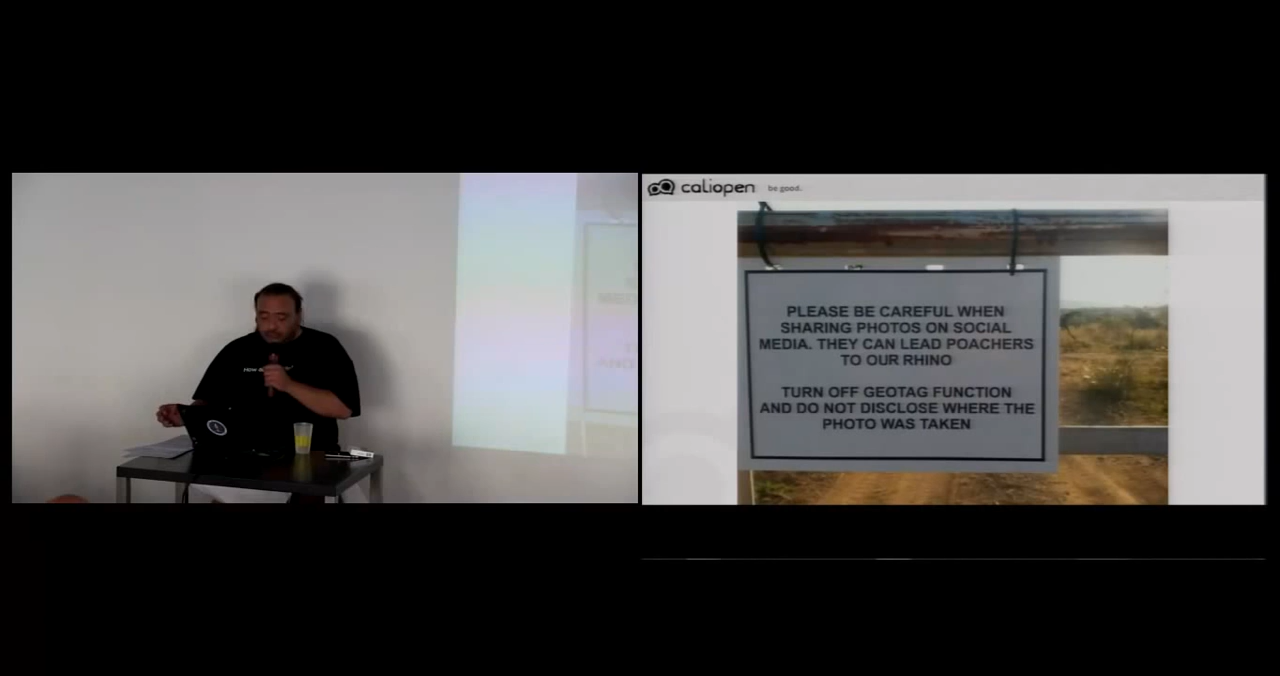 caliopen be good.
PLEASE BE CAREFUL WHEN
SHARING PHOTOS ON SOCIAL
MEDIA. THEY CAN LEAD POACHERS
TO OUR RHINO
TURN OFF GEOTAG FUNCTION
AND DO NOT DISCLOSE WHERE THE
PHOTO WAS TAKEN